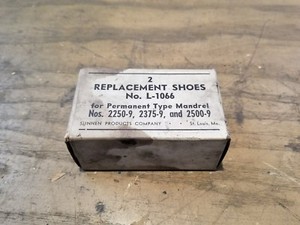 2
REPLACEMENT SHOES
No. L-1066
for Permanent Type Mandrel
Nos. 2250-9, 2375-9, and 2500-9
SUNNEN PRODUCTS COMPANY • • St. Louis, Mo.